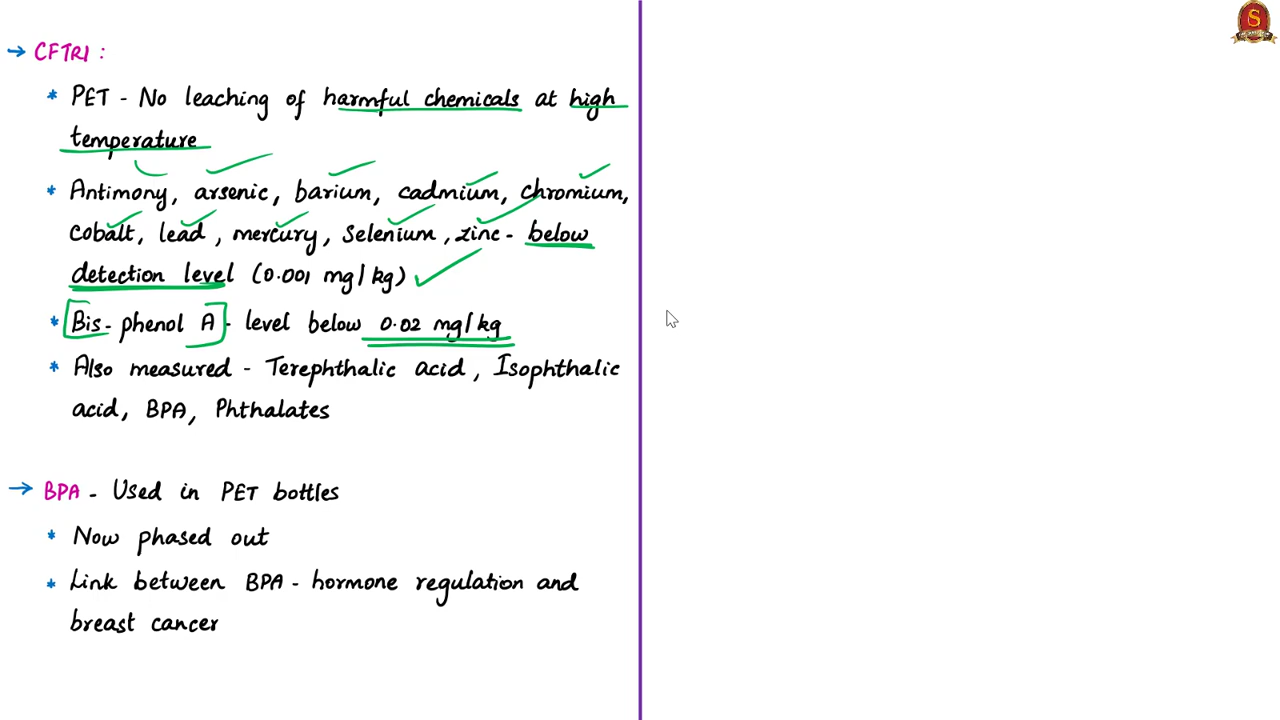 → CFTRI :
* PET - No leaching of harmful chemicals at high
temperature
* Antimony, arsenic, barium, cadmium, chromium,
cobalt, lead, mercury, Selenium, zinc - below
detection level (0.001 mg/kg)
* Bis-phenol A - level below 0.02 mg/kg
* Also measured - Terephthalic acid, Isophthalic
acid, BPA, Phthalates
→ BPA - Used in PET bottles
* Now phased out
* Link between BPA - hormone regulation and
breast cancer
S